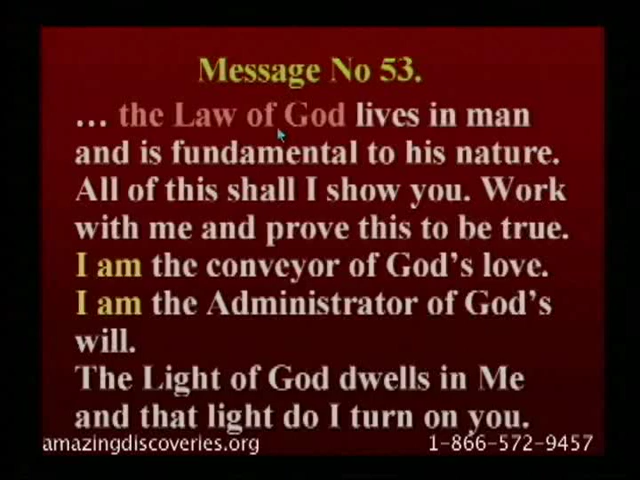 Message No 53.
... the Law of God lives in man
and is fundamental to his nature.
All of this shall I show you. Work
with me and prove this to be true.
I am the conveyor of God's love.
I am the Administrator of God's
will.
The Light of God dwells in Me
and that light do I turn on you.
amazingdiscoveries.org 1-866-572-9457